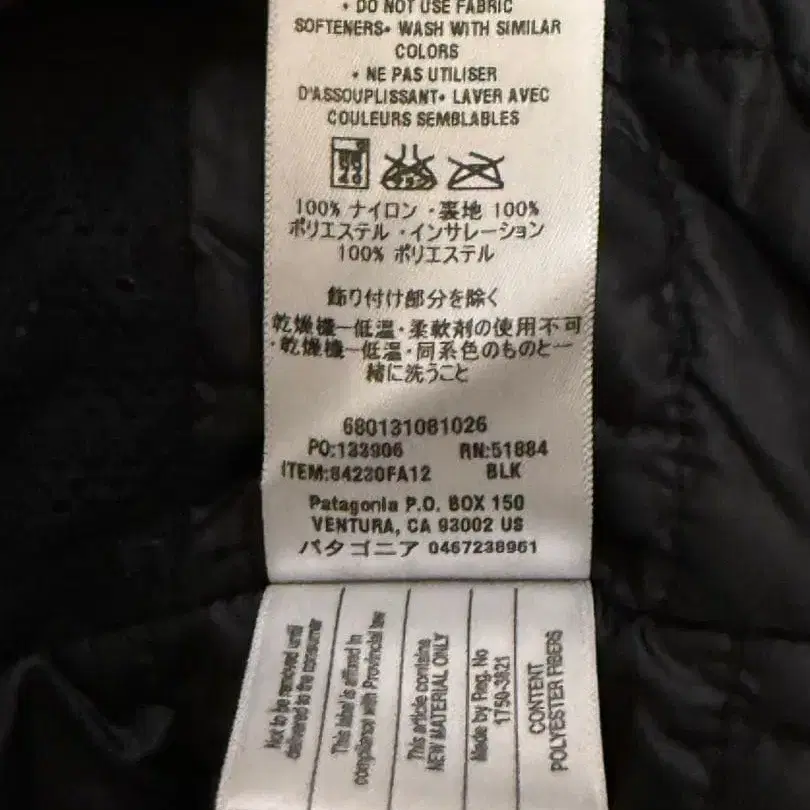 • DO NOT USE FABRIC
SOFTENERS• WASH WITH SIMILAR
COLORS
• NE PAS UTILISER
D'ASSOUPLISSANT• LAVER AVEC
COULEURS SEMBLABLES
100% ナイロン・裏地 100%
ポリエステル・インサレーション
100% ポリエステル
飾り付け部分を除く
乾燥機ー低温・柔軟剤の使用不可
・乾燥機ー低温・同系色のものと一
緒に洗うこと
680131081026
PO:133906 RN:51884
ITEM:84230FA12 BLK
Patagonia P.O. BOX 150
VENTURA, CA 93002 US
パタゴニア 0467238961
Not to be removed until
delivered to the consumer
This label is affixed in
compliance with Provincial law
This article contains
NEW MATERIAL ONLY
Made by Reg. No
1750-3821
CONTENT
POLYESTER FIBERS